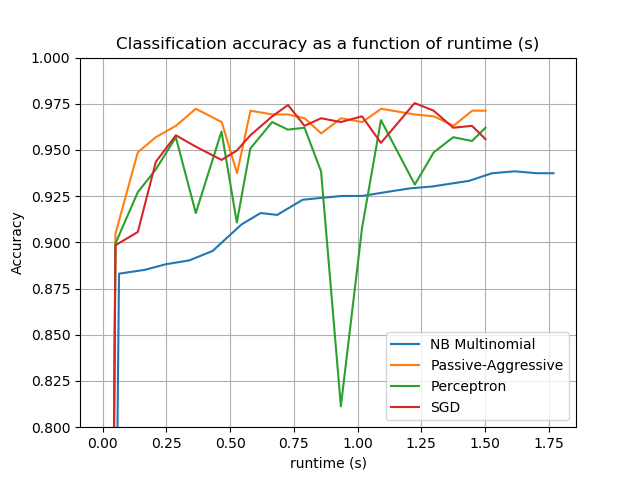 Classification accuracy as a function of runtime (s)
1.000
0.975
0.950
0.925
0.900
0.875
0.850
0.825
0.800
Accuracy
NB Multinomial
Passive-Aggressive
Perceptron
SGD
0.00 0.25 0.50 0.75 1.00 1.25 1.50 1.75
runtime (s)